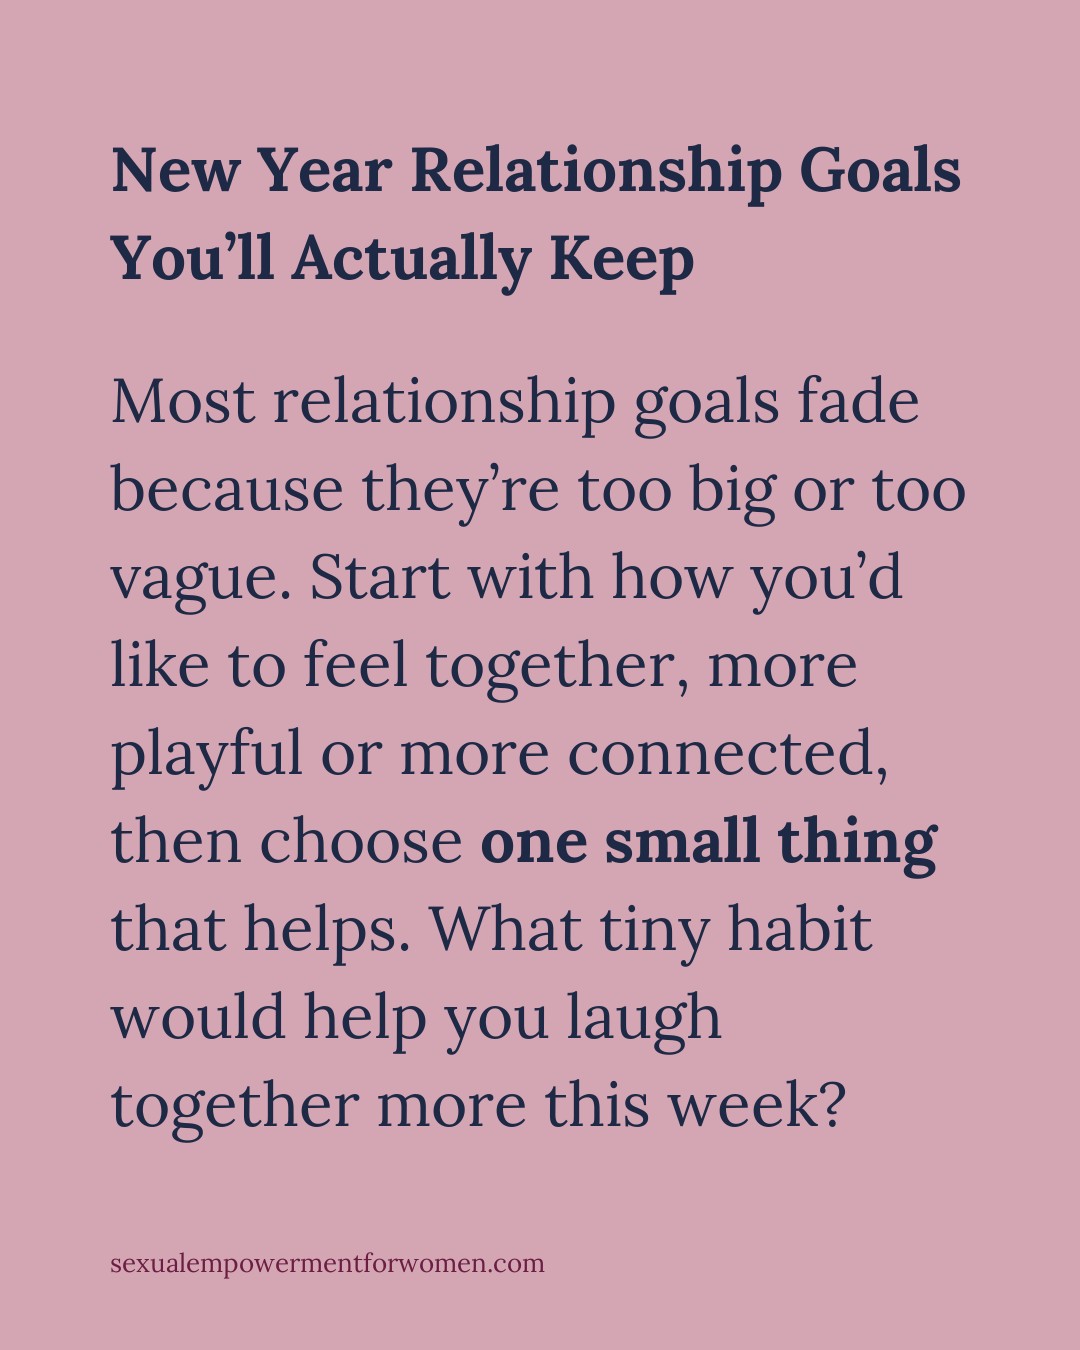 New Year Relationship Goals
You’ll Actually Keep
Most relationship goals fade
because they’re too big or too
vague. Start with how you’d
like to feel together, more
playful or more connected,
then choose one small thing
that helps. What tiny habit
would help you laugh
together more this week?
sexualempowermentforwomen.com